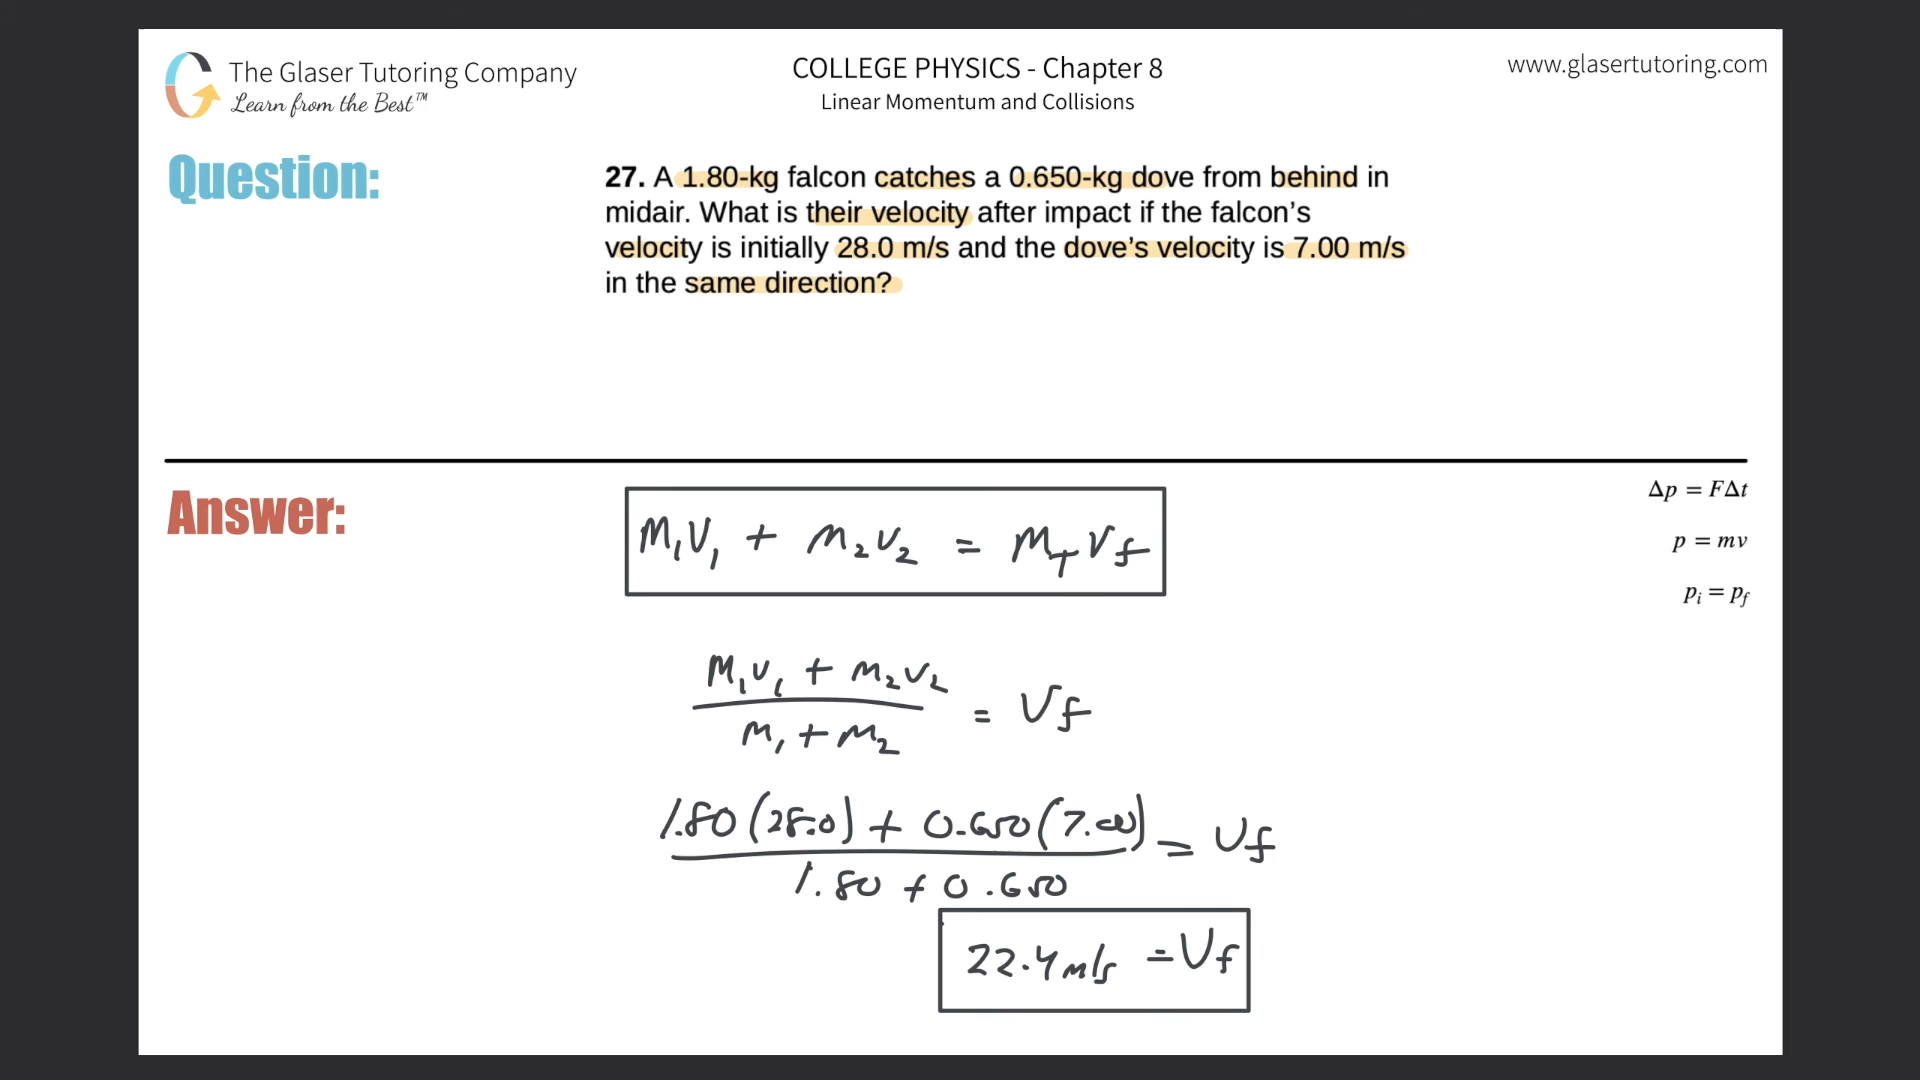 The Glaser Tutoring Company
Learn from the Best™
COLLEGE PHYSICS - Chapter 8
Linear Momentum and Collisions
www.glasertutoring.com
Question:
27. A 1.80-kg falcon catches a 0.650-kg dove from behind in
midair. What is their velocity after impact if the falcon’s
velocity is initially 28.0 m/s and the dove’s velocity is 7.00 m/s
in the same direction?
Answer:
Δp = FΔt
p = mv
pᵢ = p_f
M₁V₁ + M₂V₂ = M_T V_f
M₁V₁ + M₂V₂
M₁ + M₂
= V_f
1.80(28.0) + 0.650(7.00)
1.80 + 0.650
= V_f
22.4 m/s = V_f